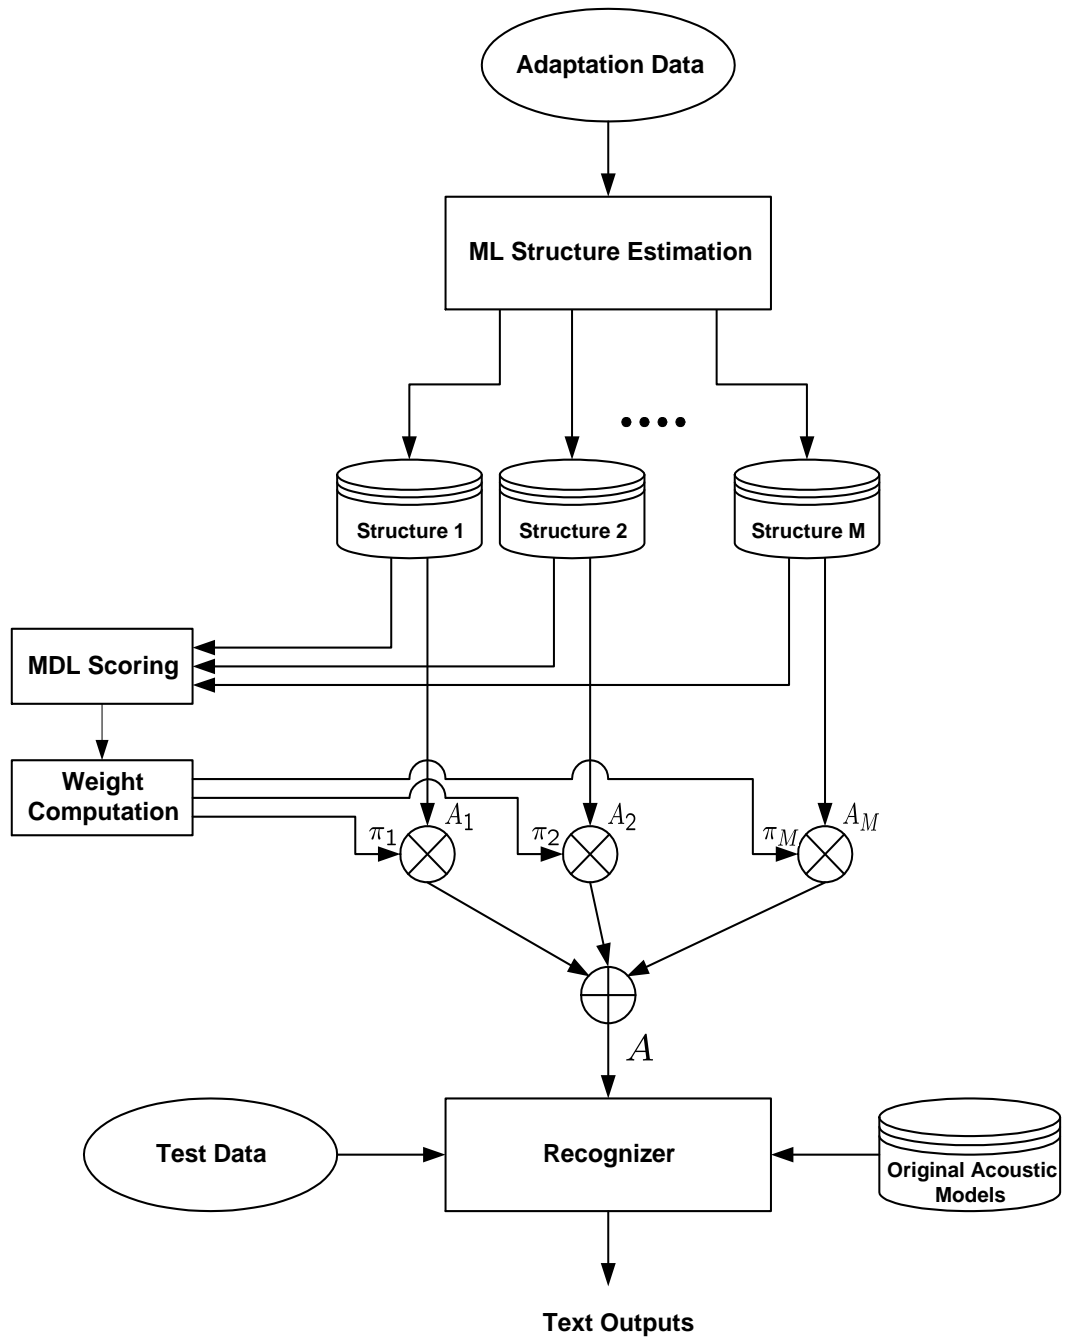 Adaptation Data
ML Structure Estimation
Structure 1
Structure 2
Structure M
MDL Scoring
Weight
Computation
π1
A1
π2
A2
πM
AM
A
Test Data
Recognizer
Original Acoustic
Models
Text Outputs